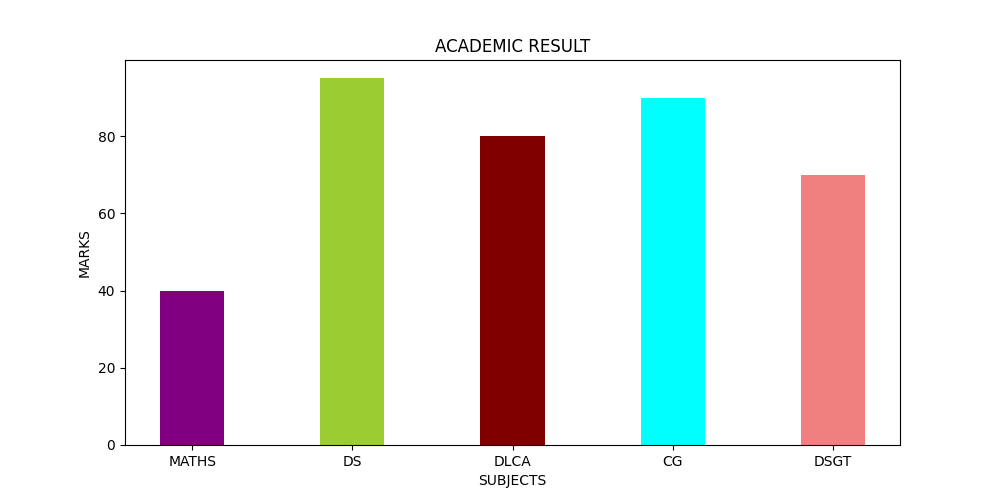 ACADEMIC RESULT
MARKS
80
60
40
20
0
MATHS DS DLCA CG DSGT
SUBJECTS